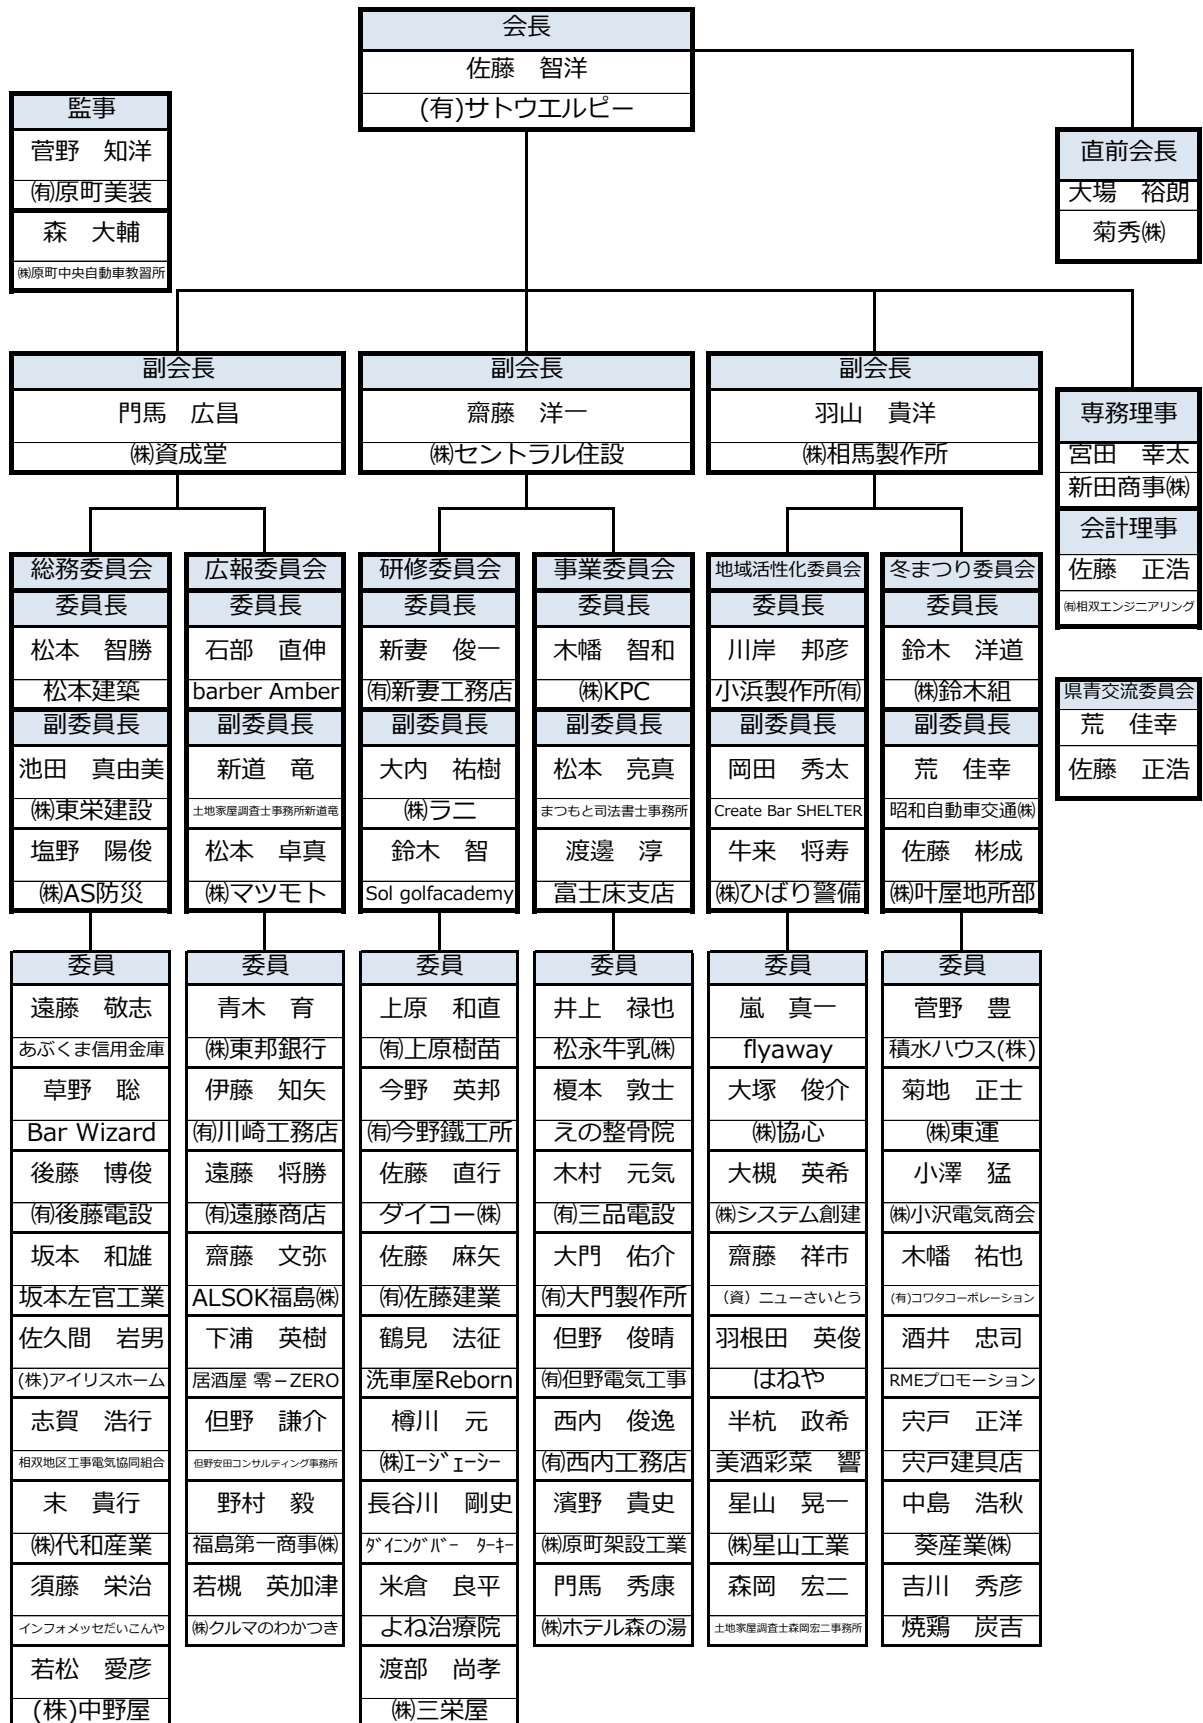 会長
佐藤　智洋
(有)サトウエルピー
監事
菅野　知洋
㈲原町美装
森　大輔
㈱原町中央自動車教習所
直前会長
大場　裕朗
菊秀㈱
副会長
門馬　広昌
㈱資成堂
副会長
齋藤　洋一
㈱セントラル住設
副会長
羽山　貴洋
㈱相馬製作所
専務理事
宮田　幸太
新田商事㈱
会計理事
佐藤　正浩
㈲相双エンジニアリング
県青交流委員会
荒　佳幸
佐藤　正浩
総務委員会
委員長
松本　智勝
松本建築
副委員長
池田　真由美
㈱東栄建設
塩野　陽俊
㈱AS防災
委員
遠藤　敬志
あぶくま信用金庫
草野　聡
Bar Wizard
後藤　博俊
㈲後藤電設
坂本　和雄
坂本左官工業
佐久間　岩男
(株)アイリスホーム
志賀　浩行
相双地区工事電気協同組合
末　貴行
㈱代和産業
須藤　栄治
インフォメッセだいこんや
若松　愛彦
(株)中野屋
広報委員会
委員長
石部　直伸
barber Amber
副委員長
新道　竜
土地家屋調査士事務所新道竜
松本　卓真
㈱マツモト
委員
青木　育
㈱東邦銀行
伊藤　知矢
㈲川崎工務店
遠藤　将勝
㈲遠藤商店
齋藤　文弥
ALSOK福島㈱
下浦　英樹
居酒屋 零－ZERO
但野　謙介
但野安田コンサルティング事務所
野村　毅
福島第一商事㈱
若槻　英加津
㈱クルマのわかつき
研修委員会
委員長
新妻　俊一
㈲新妻工務店
副委員長
大内　祐樹
㈱ラニ
鈴木　智
Sol golfacademy
委員
上原　和直
㈲上原樹苗
今野　英邦
㈲今野鐵工所
佐藤　直行
ダイコー㈱
佐藤　麻矢
㈲佐藤建業
鶴見　法征
洗車屋Reborn
樽川　元
㈱ｴｰｼﾞｪｰｼｰ
長谷川　剛史
ﾀﾞｲﾆﾝｸﾞﾊﾞｰ　ﾀｰｷｰ
米倉　良平
よね治療院
渡部　尚孝
㈱三栄屋
事業委員会
委員長
木幡　智和
㈱KPC
副委員長
松本　亮真
まつもと司法書士事務所
渡邊　淳
富士床支店
委員
井上　禄也
松永牛乳㈱
榎本　敦士
えの整骨院
木村　元気
㈲三品電設
大門　佑介
㈲大門製作所
但野　俊晴
㈲但野電気工事
西内　俊逸
㈲西内工務店
濱野　貴史
㈱原町架設工業
門馬　秀康
㈱ホテル森の湯
地域活性化委員会
委員長
川岸　邦彦
小浜製作所㈲
副委員長
岡田　秀太
Create Bar SHELTER
牛来　将寿
㈱ひばり警備
委員
嵐　真一
flyaway
大塚　俊介
㈱協心
大槻　英希
㈱システム創建
齋藤　祥市
（資）ニューさいとう
羽根田　英俊
はねや
半杭　政希
美酒彩菜　響
星山　晃一
㈱星山工業
森岡　宏二
土地家屋調査士森岡宏二事務所
冬まつり委員会
委員長
鈴木　洋道
㈱鈴木組
副委員長
荒　佳幸
昭和自動車交通㈱
佐藤　彬成
㈱叶屋地所部
委員
菅野　豊
積水ハウス(株)
菊地　正士
㈱東運
小澤　猛
㈱小沢電気商会
木幡　祐也
(有)コワタコーポレーション
酒井　忠司
RMEプロモーション
宍戸　正洋
宍戸建具店
中島　浩秋
葵産業㈱
吉川　秀彦
焼鶏　炭吉